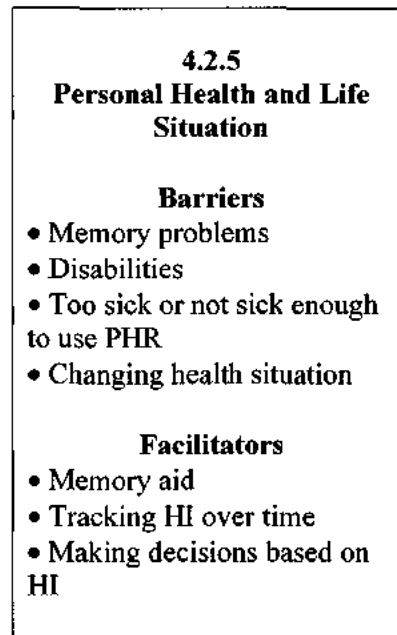 4.2.5
Personal Health and Life
Situation
Barriers
• Memory problems
• Disabilities
• Too sick or not sick enough
to use PHR
• Changing health situation
Facilitators
• Memory aid
• Tracking HI over time
• Making decisions based on
HI